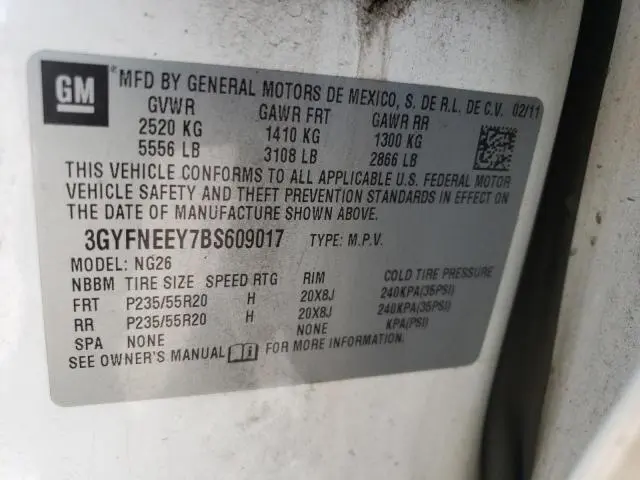 GM
*MFD BY GENERAL MOTORS DE MEXICO, S. DE R.L. DE C.V. 02/11
GVWR GAWR FRT GAWR RR
2520 KG 1410 KG 1300 KG
5556 LB 3108 LB 2866 LB
THIS VEHICLE CONFORMS TO ALL APPLICABLE U.S. FEDERAL MOTOR
VEHICLE SAFETY AND THEFT PREVENTION STANDARDS IN EFFECT ON
THE DATE OF MANUFACTURE SHOWN ABOVE.
3GYFNEEY7BS609017 TYPE: M.P.V.
MODEL: NG26
NBBM TIRE SIZE SPEED RTG RIM COLD TIRE PRESSURE
FRT P235/55R20 H 20X8J 240KPA(35PSI)
RR P235/55R20 H 20X8J 240KPA(35PSI)
SPA NONE NONE KPA(PSI)
SEE OWNER'S MANUAL FOR MORE INFORMATION.